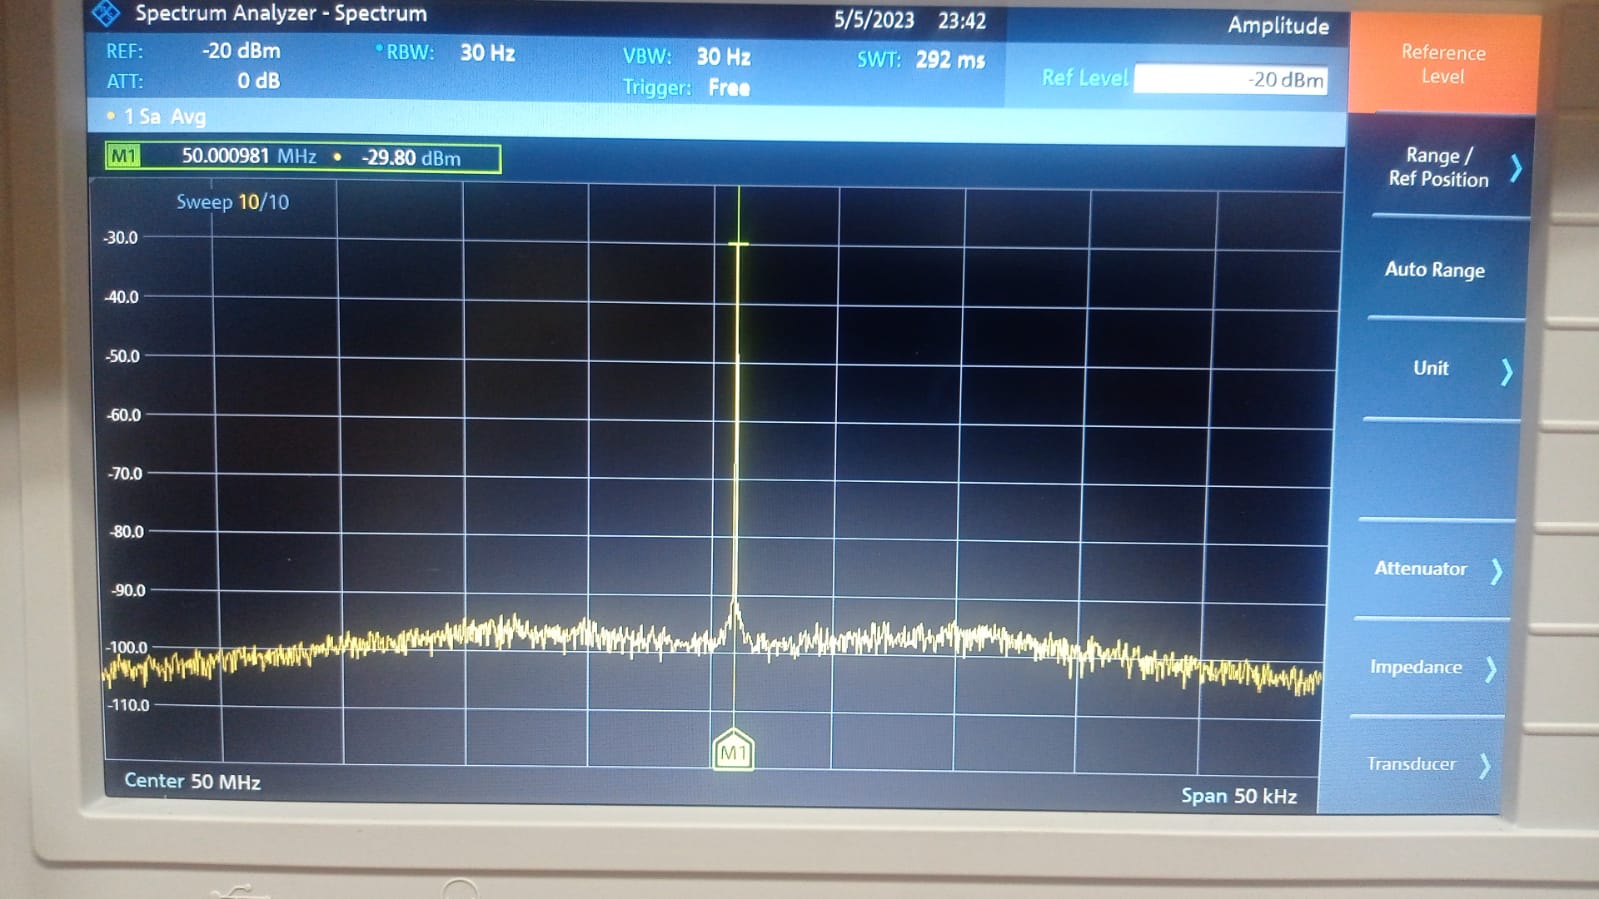 Spectrum Analyzer - Spectrum
5/5/2023 23:42
REF: -20 dBm
RBW: 30 Hz
VBW: 30 Hz
SWT: 292 ms
ATT: 0 dB
Trigger: Free
1 Sa Avg
M1 50.000981 MHz • -29.80 dBm
Sweep 10/10
-30.0
-40.0
-50.0
-60.0
-70.0
-80.0
-90.0
-100.0
-110.0
M1
Center 50 MHz
Span 50 kHz
Amplitude
Ref Level -20 dBm
Reference
Level
Range /
Ref Position
Auto Range
Unit
Attenuator
Impedance
Transducer